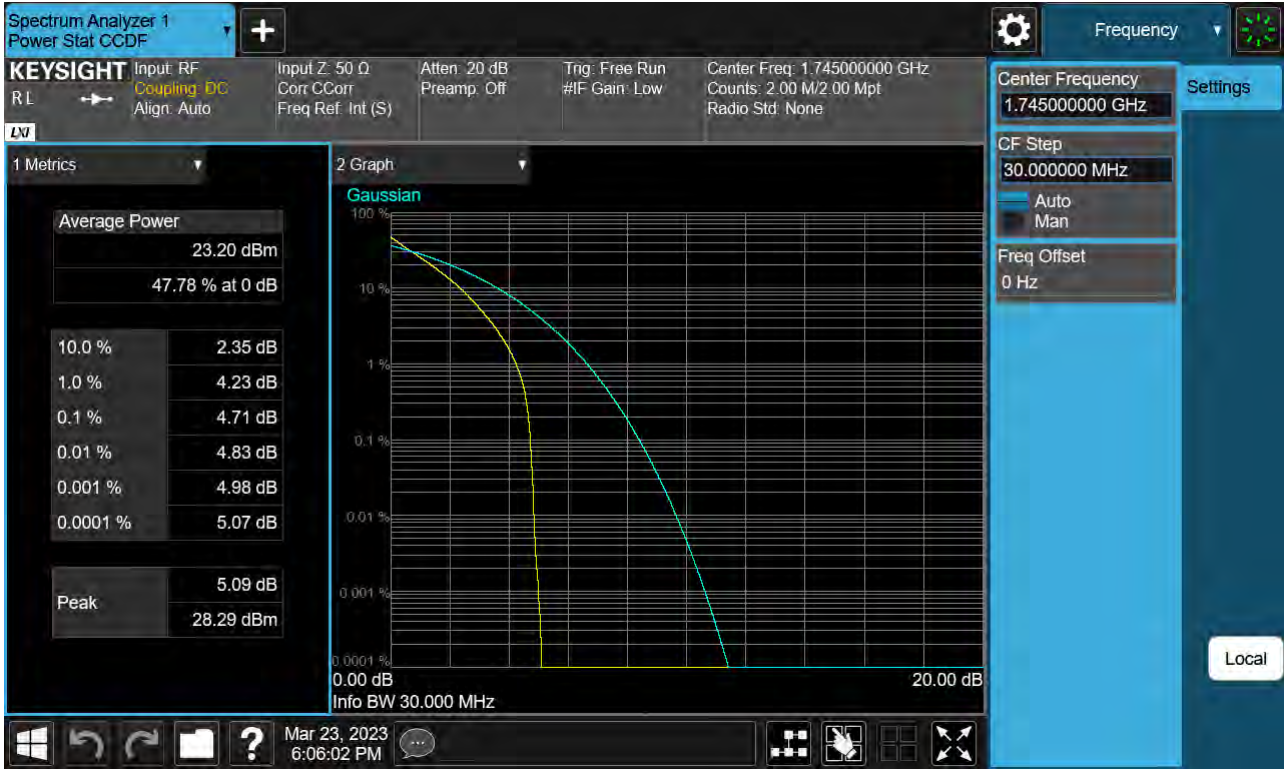 Spectrum Analyzer 1
Power Stat CCDF
Frequency
KEYSIGHT
R L
LXI
Input: RF
Coupling: DC
Align: Auto
Input Z: 50 Ω
Corr CCorr
Freq Ref: Int (S)
Atten: 20 dB
Preamp: Off
Trig: Free Run
#IF Gain: Low
Center Freq: 1.745000000 GHz
Counts: 2.00 M/2.00 Mpt
Radio Std: None
Center Frequency
1.745000000 GHz
Settings
CF Step
30.000000 MHz
Auto
Man
Freq Offset
0 Hz
1 Metrics
Average Power
23.20 dBm
47.78 % at 0 dB
10.0 % 2.35 dB
1.0 % 4.23 dB
0.1 % 4.71 dB
0.01 % 4.83 dB
0.001 % 4.98 dB
0.0001 % 5.07 dB
Peak
5.09 dB
28.29 dBm
2 Graph
Gaussian
100 %
10 %
1 %
0.1 %
0.01 %
0.001 %
0.0001 %
0.00 dB 20.00 dB
Info BW 30.000 MHz
Local
?
Mar 23, 2023
6:06:02 PM